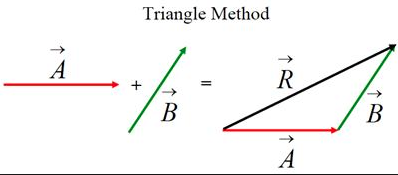 Triangle Method
A⃗ + B⃗ = R⃗ B⃗
A⃗